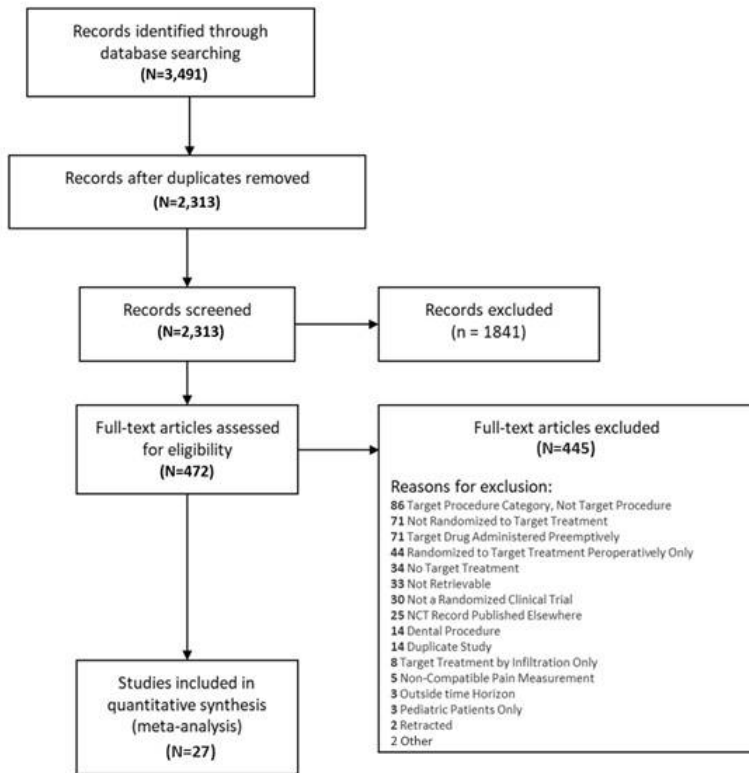 Records identified through
database searching
(N=3,491)
Records after duplicates removed
(N=2,313)
Records screened
(N=2,313)
Records excluded
(n = 1841)
Full-text articles assessed
for eligibility
(N=472)
Full-text articles excluded
(N=445)
Reasons for exclusion:
86 Target Procedure Category, Not Target Procedure
71 Not Randomized to Target Treatment
71 Target Drug Administered Preemptively
44 Randomized to Target Treatment Peroperatively Only
34 No Target Treatment
33 Not Retrievable
30 Not a Randomized Clinical Trial
25 NCT Record Published Elsewhere
14 Dental Procedure
14 Duplicate Study
8 Target Treatment by Infiltration Only
5 Non-Compatible Pain Measurement
3 Outside time Horizon
3 Pediatric Patients Only
2 Retracted
2 Other
Studies included in
quantitative synthesis
(meta-analysis)
(N=27)